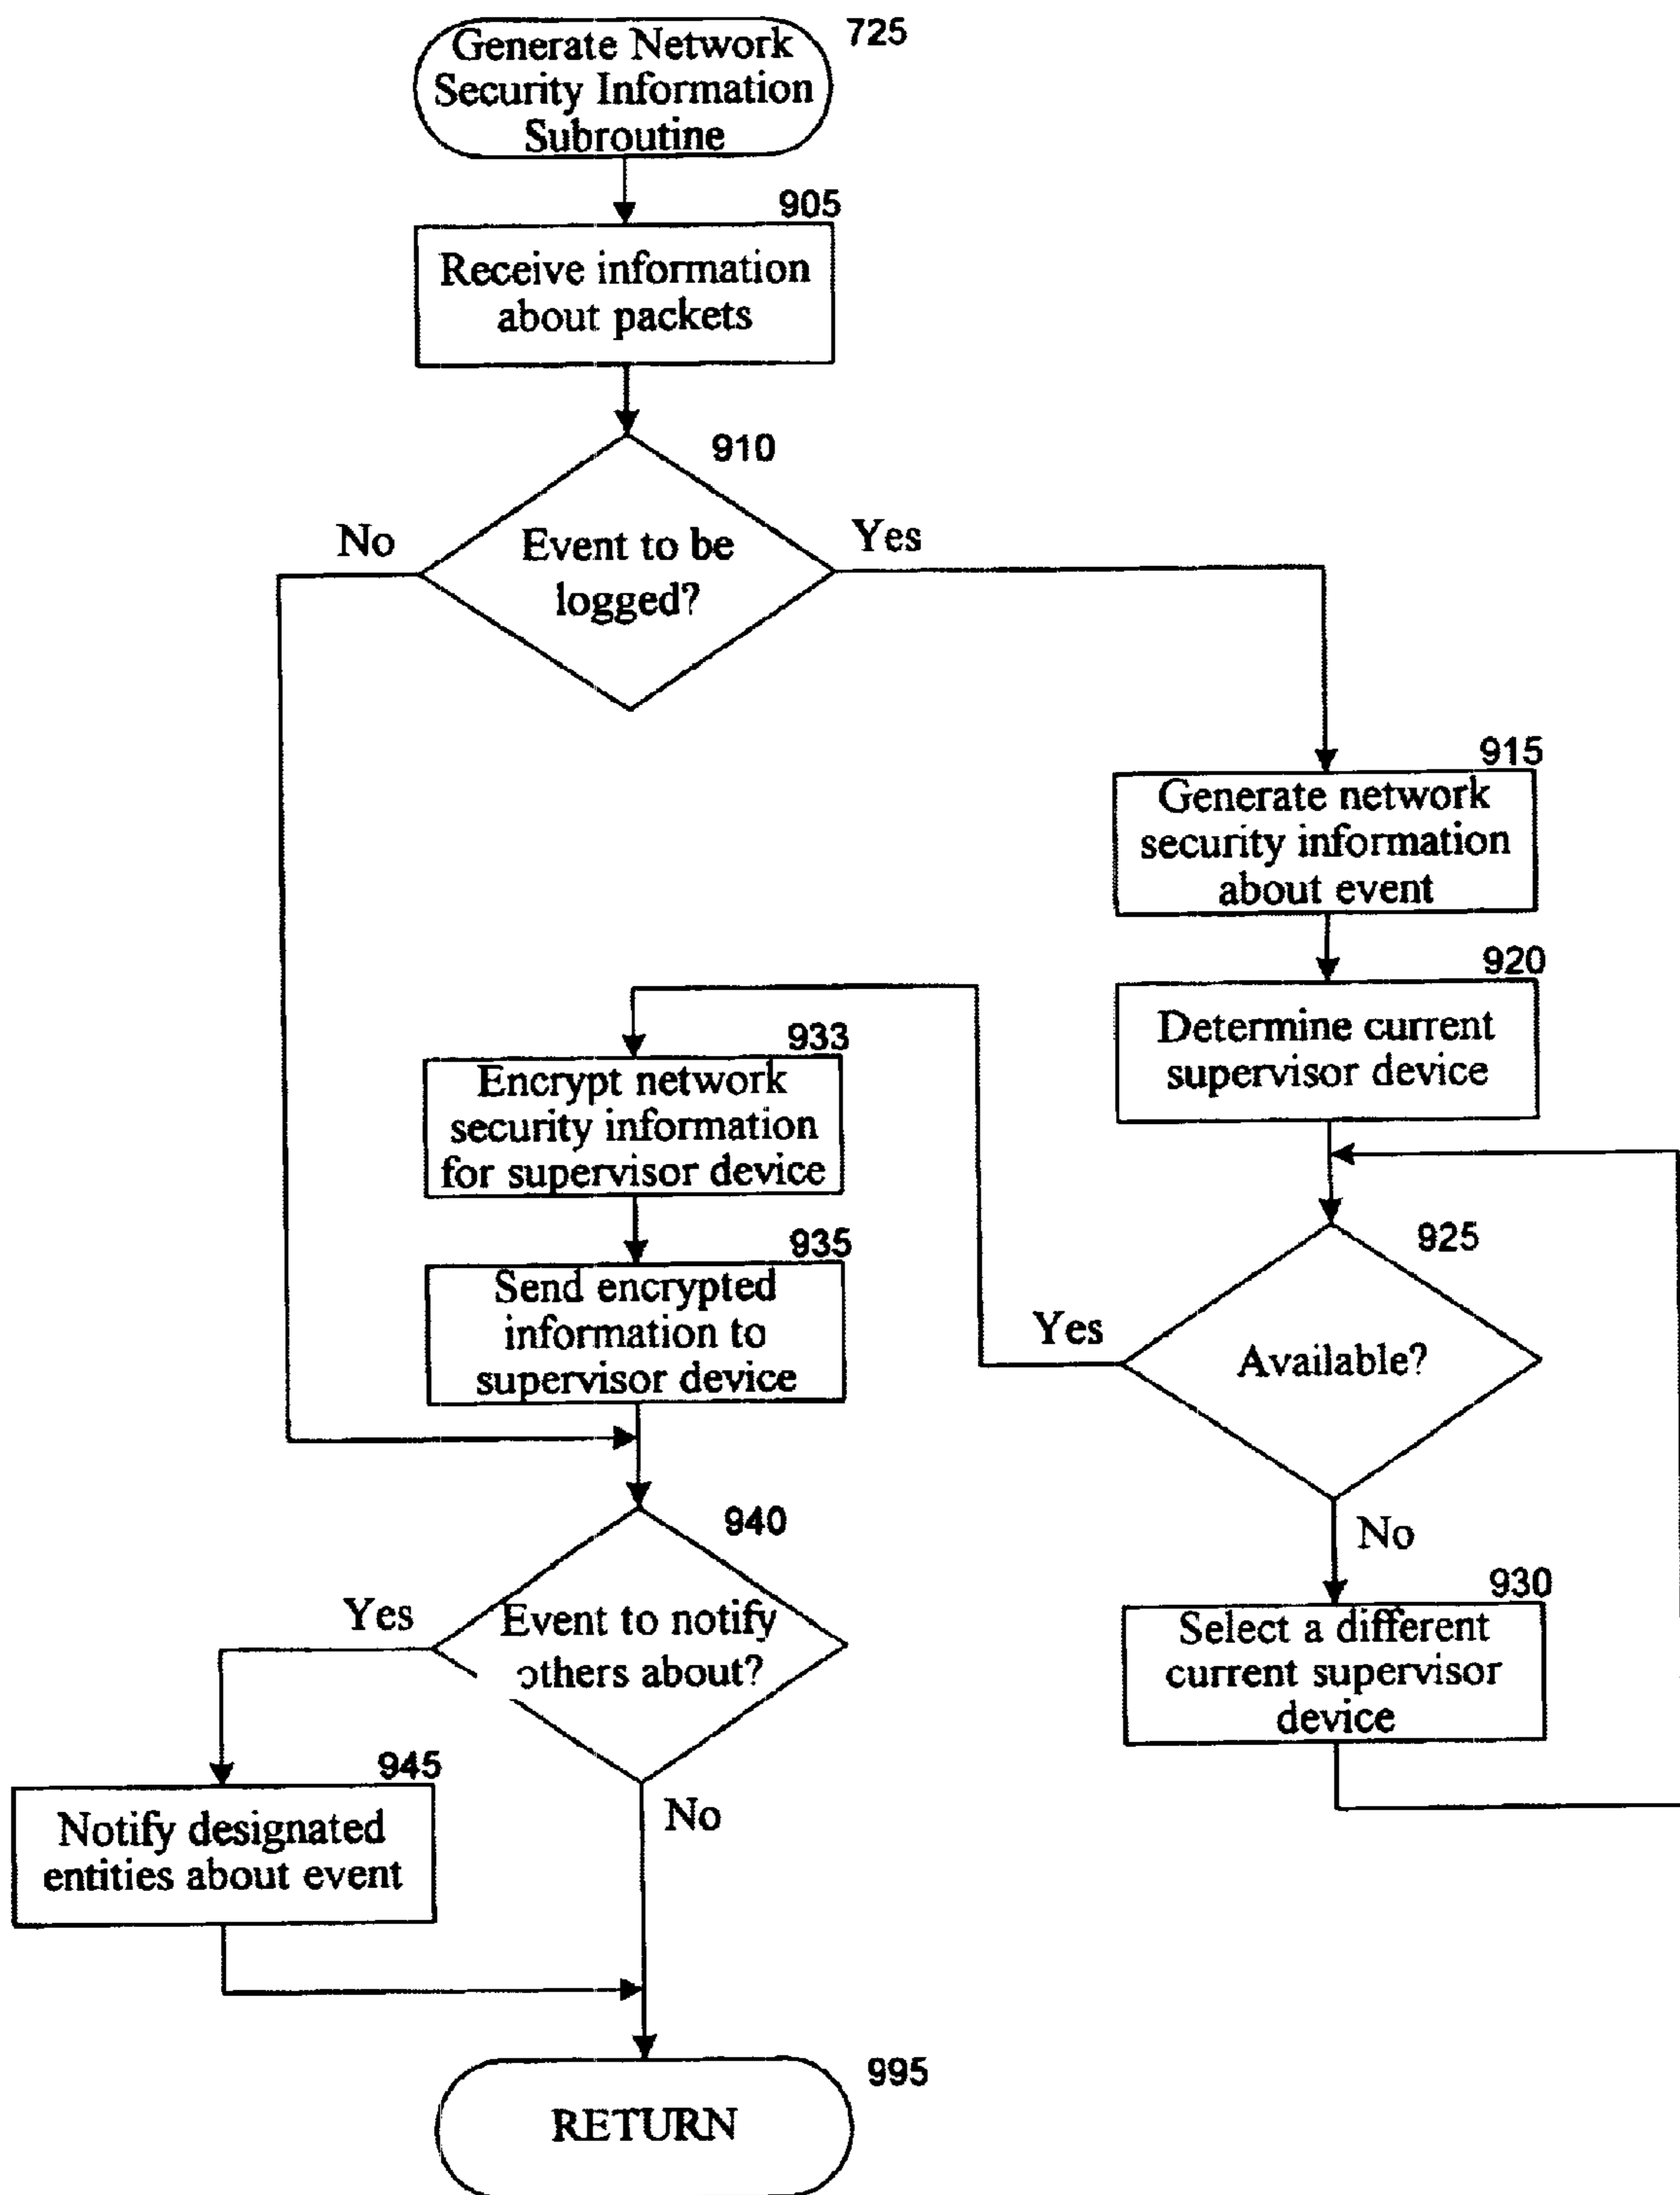 Generate Network
Security Information
Subroutine
725
905
Receive information
about packets
910
Event to be
logged?
No
Yes
915
Generate network
security information
about event
920
Determine current
supervisor device
933
Encrypt network
security information
for supervisor device
935
Send encrypted
information to
supervisor device
925
Available?
Yes
No
930
Select a different
current supervisor
device
940
Event to notify
others about?
Yes
No
945
Notify designated
entities about event
995
RETURN